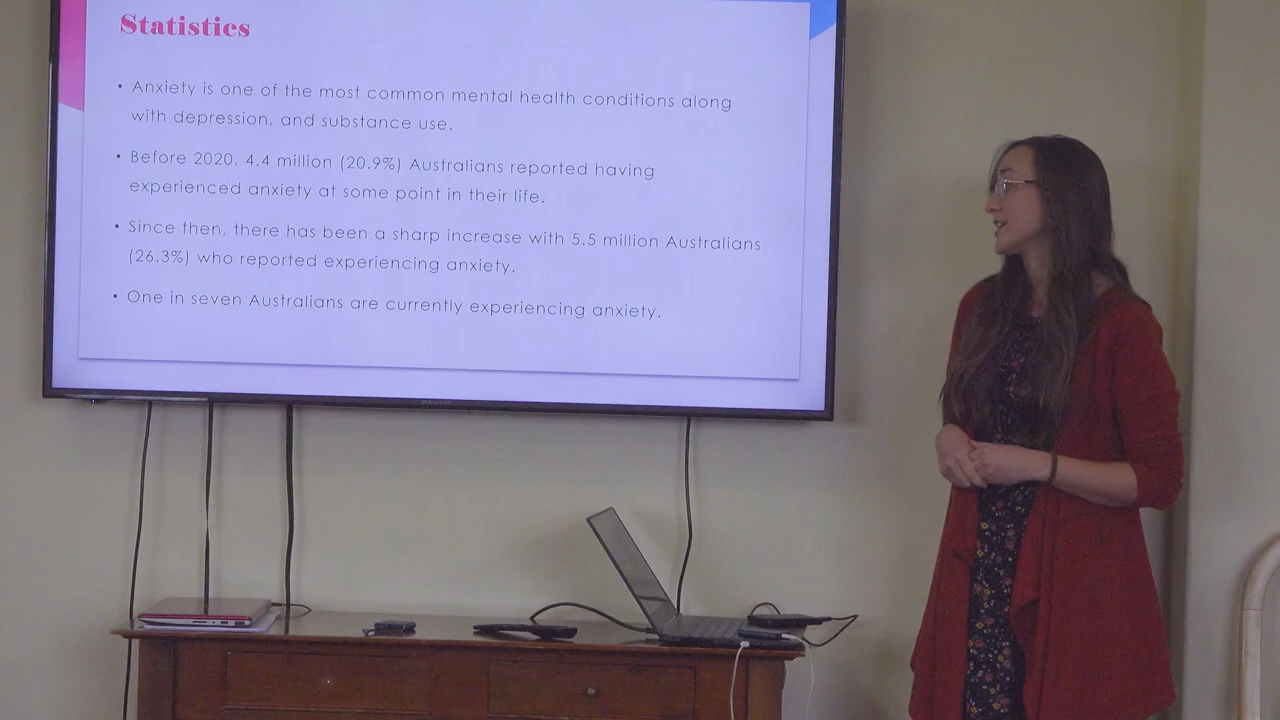 Statistics
• Anxiety is one of the most common mental health conditions along
with depression, and substance use.
• Before 2020, 4.4 million (20.9%) Australians reported having
experienced anxiety at some point in their life.
• Since then, there has been a sharp increase with 5.5 million Australians
(26.3%) who reported experiencing anxiety.
• One in seven Australians are currently experiencing anxiety.